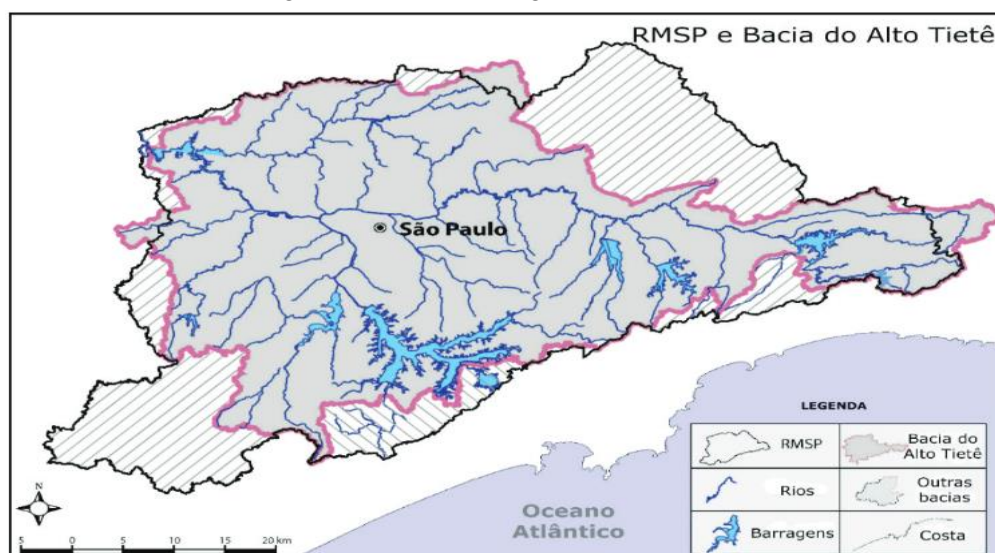 RMSP e Bacia do Alto Tietê
São Paulo
LEGENDA
RMSP
Bacia do
Alto Tietê
Rios
Outras
bacias
Barragens
Costa
Oceano
Atlântico
N
5 0 5 10 15 20 km